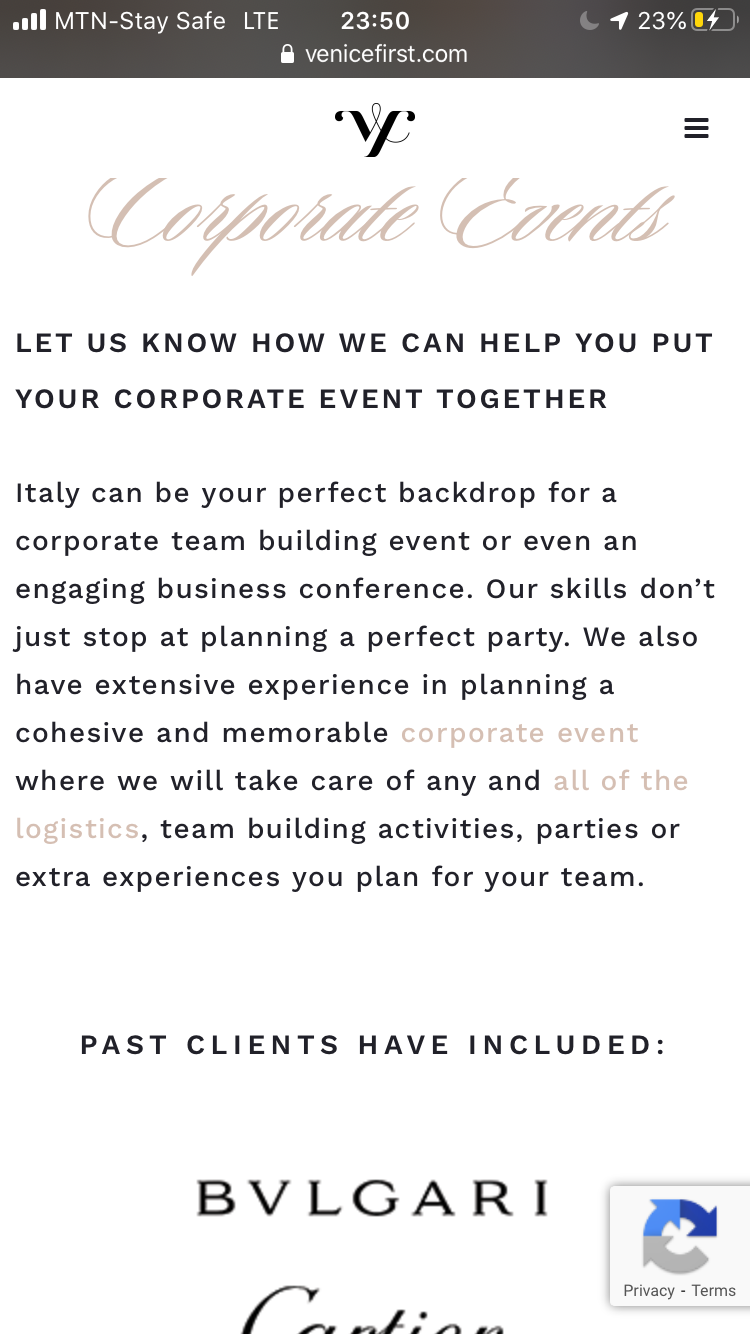 MTN-Stay Safe LTE 23:50 23%
venicefirst.com
Corporate Events
LET US KNOW HOW WE CAN HELP YOU PUT
YOUR CORPORATE EVENT TOGETHER
Italy can be your perfect backdrop for a
corporate team building event or even an
engaging business conference. Our skills don’t
just stop at planning a perfect party. We also
have extensive experience in planning a
cohesive and memorable corporate event
where we will take care of any and all of the
logistics, team building activities, parties or
extra experiences you plan for your team.
PAST CLIENTS HAVE INCLUDED:
BVLGARI
Privacy - Terms
Cartier